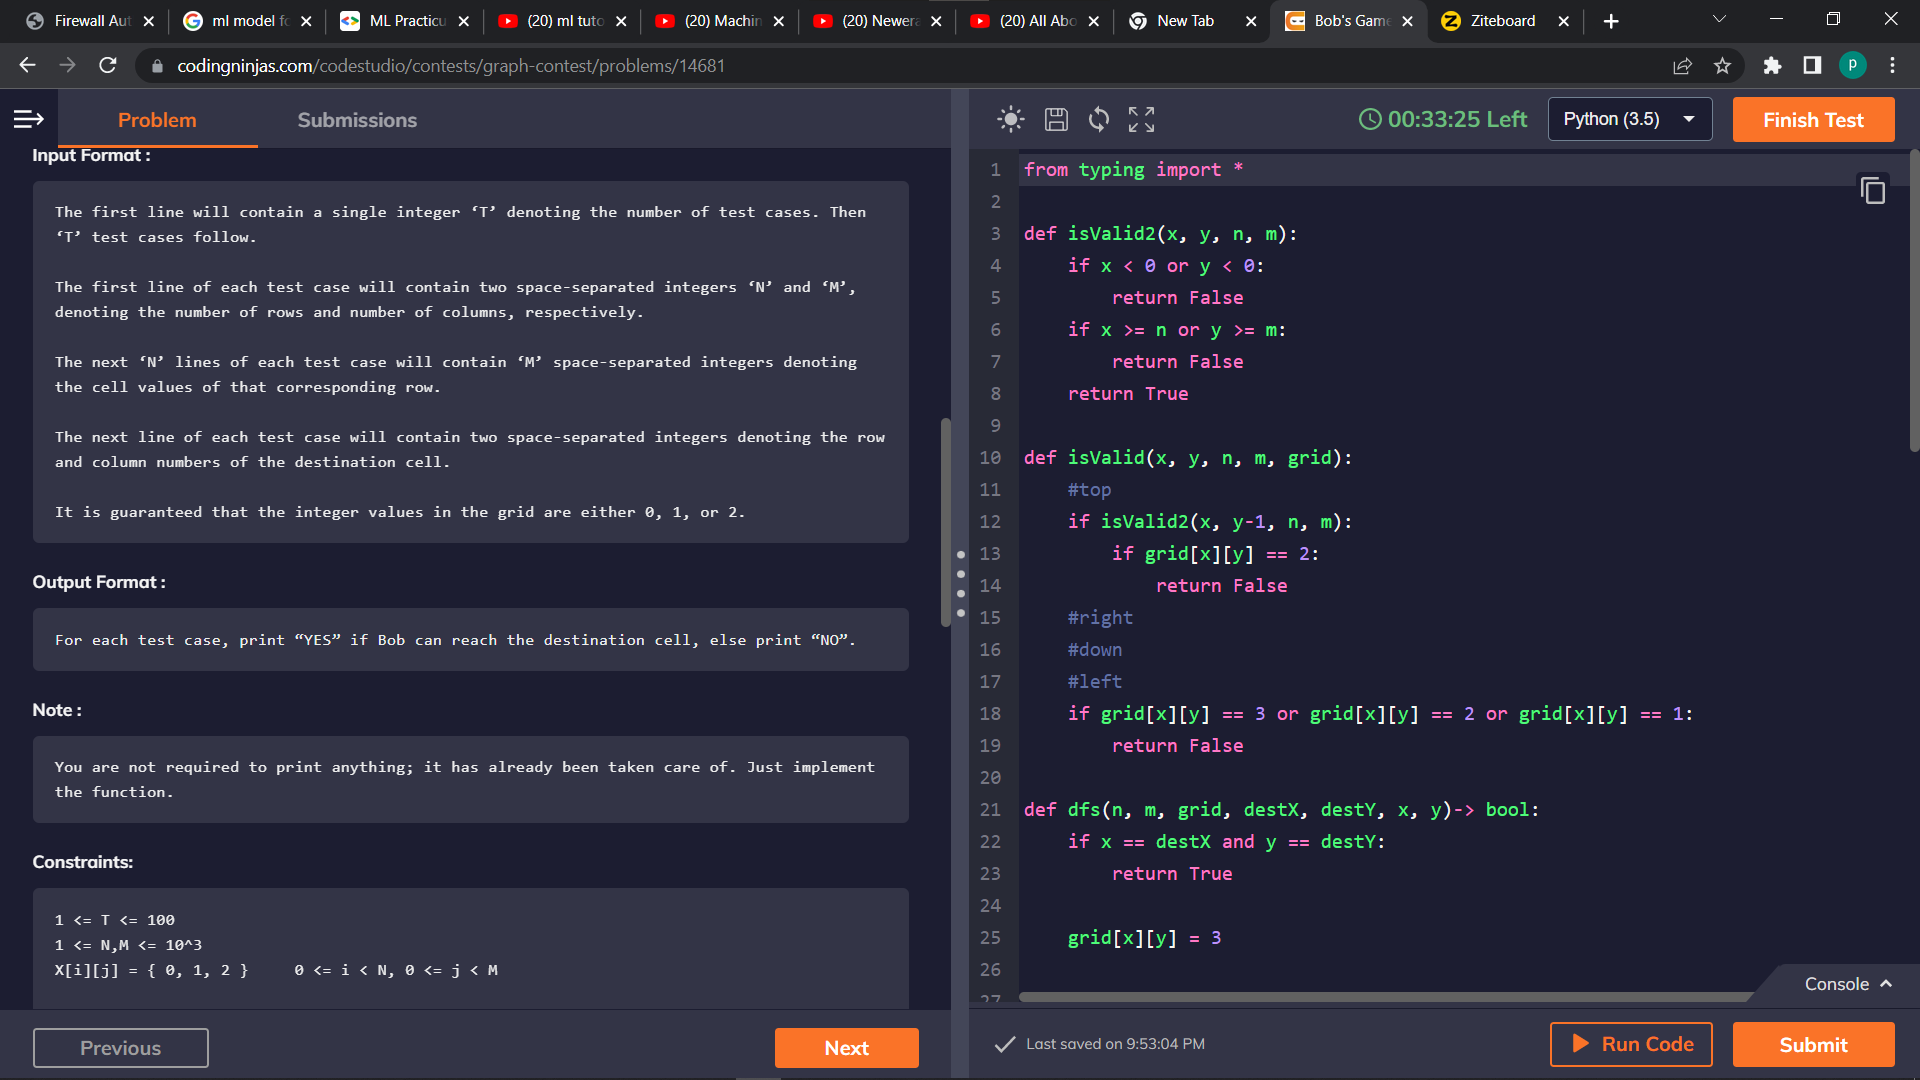 Firewall Aut
ml model fo
ML Practicu
(20) ml tuto
(20) Machin
(20) Newera
(20) All Abo
New Tab
Bob's Game
Ziteboard
codingninjas.com/codestudio/contests/graph-contest/problems/14681
P
Problem
Submissions
00:33:25 Left
Python (3.5)
Finish Test
Input Format :
The first line will contain a single integer ‘T’ denoting the number of test cases. Then
‘T’ test cases follow.
The first line of each test case will contain two space-separated integers ‘N’ and ‘M’,
denoting the number of rows and number of columns, respectively.
The next ‘N’ lines of each test case will contain ‘M’ space-separated integers denoting
the cell values of that corresponding row.
The next line of each test case will contain two space-separated integers denoting the row
and column numbers of the destination cell.
It is guaranteed that the integer values in the grid are either 0, 1, or 2.
Output Format :
For each test case, print “YES” if Bob can reach the destination cell, else print “NO”.
Note :
You are not required to print anything; it has already been taken care of. Just implement
the function.
Constraints:
1 <= T <= 100
1 <= N,M <= 10^3
X[i][j] = { 0, 1, 2 }     0 <= i < N, 0 <= j < M
Previous
Next
1 from typing import *
2
3 def isValid2(x, y, n, m):
4     if x < 0 or y < 0:
5         return False
6     if x >= n or y >= m:
7         return False
8     return True
9
10 def isValid(x, y, n, m, grid):
11     #top
12     if isValid2(x, y-1, n, m):
13         if grid[x][y] == 2:
14             return False
15     #right
16     #down
17     #left
18     if grid[x][y] == 3 or grid[x][y] == 2 or grid[x][y] == 1:
19         return False
20
21 def dfs(n, m, grid, destX, destY, x, y)-> bool:
22     if x == destX and y == destY:
23         return True
24
25     grid[x][y] = 3
26
27
Console
Last saved on 9:53:04 PM
Run Code
Submit